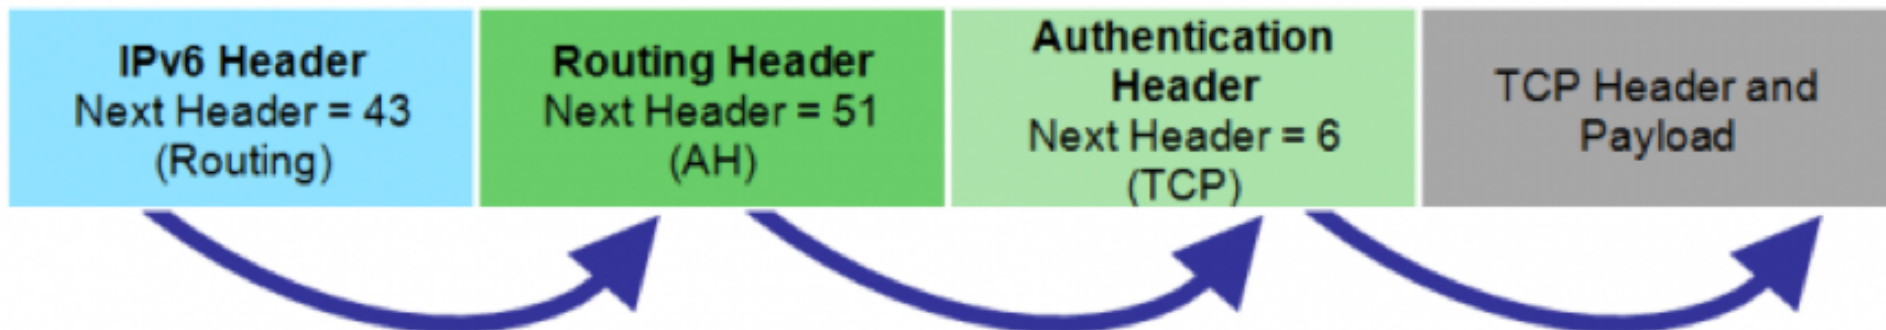 IPv6 Header
Next Header = 43
(Routing)
Routing Header
Next Header = 51
(AH)
Authentication
Header
Next Header = 6
(TCP)
TCP Header and
Payload